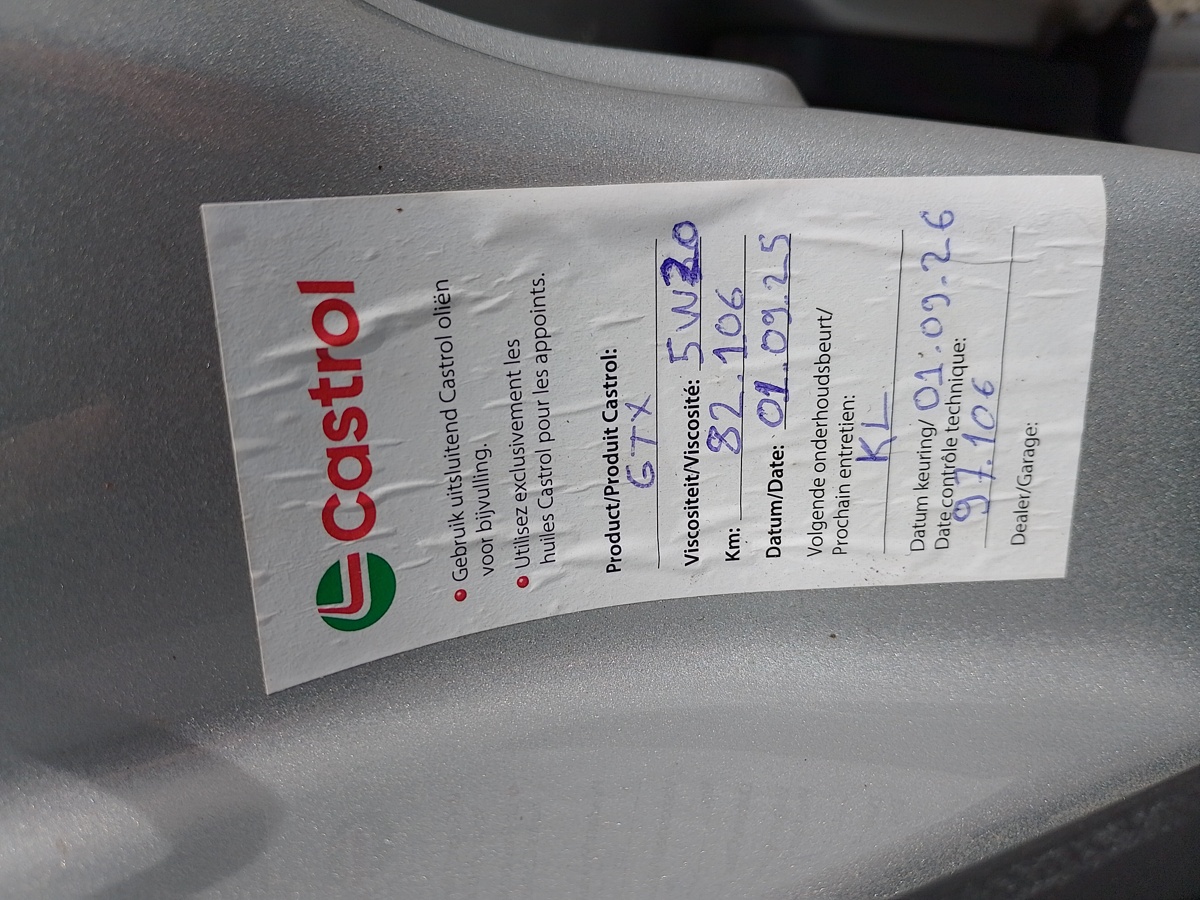 Castrol
• Gebruik uitsluitend Castrol oliën
voor bijvulling.
• Utilisez exclusivement les
huiles Castrol pour les appoints.
Product/Produit Castrol:
GTX
Viscositeit/Viscosité: 5W20
Km: 82.106
Datum/Date: 01.09.25
Volgende onderhoudsbeurt/
Prochain entretien:
KL
Datum keuring/ 01.09.26
Date contrôle technique:
97.106
Dealer/Garage: